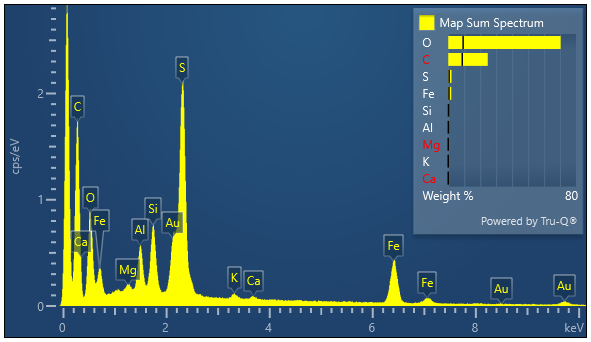 Map Sum Spectrum
O
C
S
Fe
Si
Al
Mg
K
Ca
Weight % 80
Powered by Tru-Q®
cps/eV
2
1
0
C
Ca
O
Fe
Mg
Al
Si
Au
S
K
Ca
Fe
Fe
Au
Au
0 2 4 6 8 keV